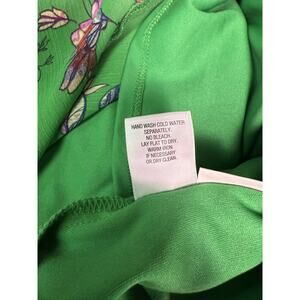 HAND WASH COLD WATER
SEPARATELY.
NO BLEACH.
LAY FLAT TO DRY.
WARM IRON
IF NECESSARY
OR DRY CLEAN.